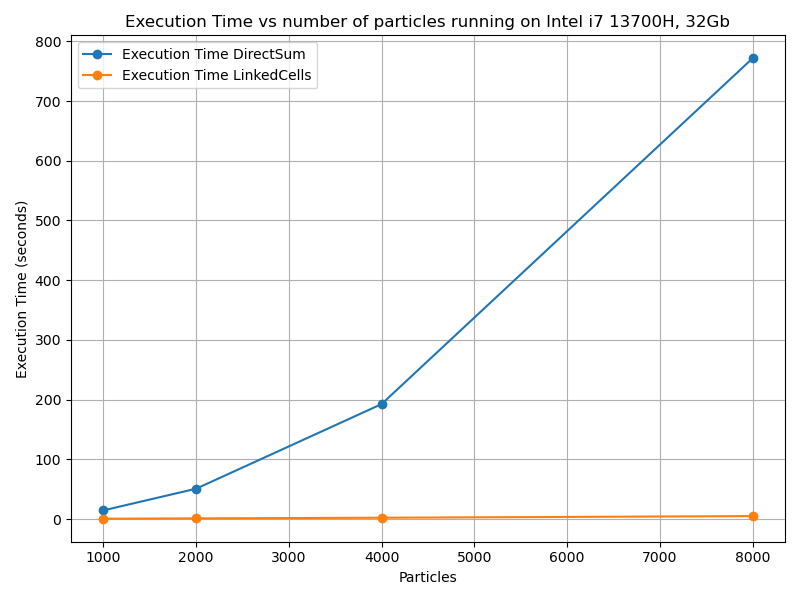 Execution Time vs number of particles running on Intel i7 13700H, 32Gb
Execution Time DirectSum
Execution Time LinkedCells
Execution Time (seconds)
800
700
600
500
400
300
200
100
0
1000 2000 3000 4000 5000 6000 7000 8000
Particles